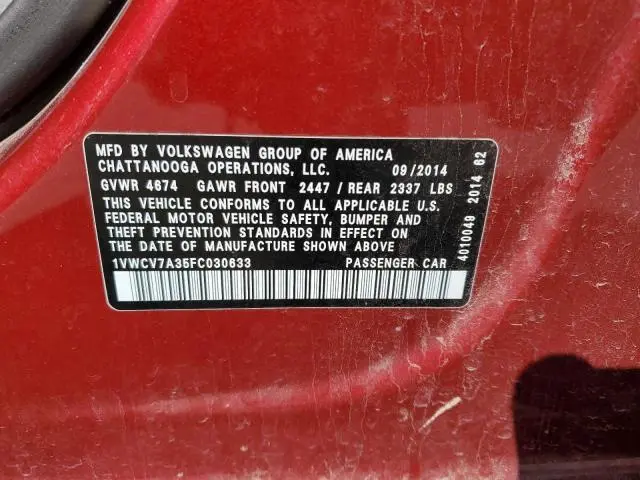 MFD BY VOLKSWAGEN GROUP OF AMERICA
CHATTANOOGA OPERATIONS, LLC. 09/2014
GVWR 4674 GAWR FRONT 2447 / REAR 2337 LBS
THIS VEHICLE CONFORMS TO ALL APPLICABLE U.S.
FEDERAL MOTOR VEHICLE SAFETY, BUMPER AND
THEFT PREVENTION STANDARDS IN EFFECT ON
THE DATE OF MANUFACTURE SHOWN ABOVE
1VWCV7A35FC030633 PASSENGER CAR
4010049 2014 62